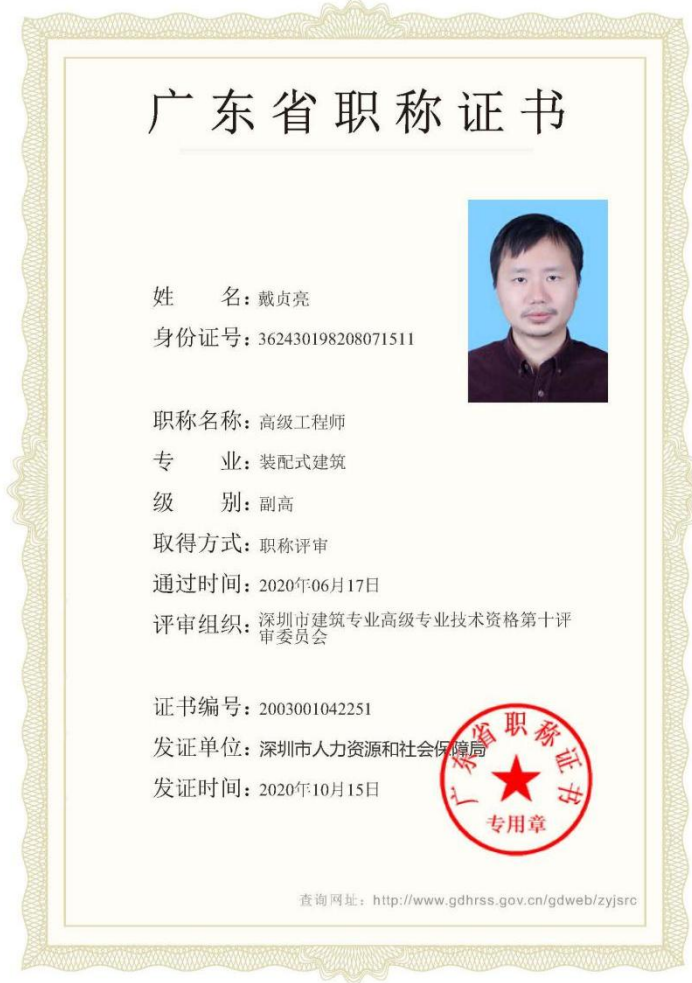 广东省职称证书
姓 名：戴贞亮
身份证号：362430198208071511
职称名称：高级工程师
专 业：装配式建筑
级 别：副高
取得方式：职称评审
通过时间：2020年06月17日
评审组织：深圳市建筑专业高级专业技术资格第十评
审委员会
证书编号：2003001042251
发证单位：深圳市人力资源和社会保障局
发证时间：2020年10月15日
广东省职称证书
专用章
查询网址：http://www.gdhrss.gov.cn/gdweb/zyjsrc